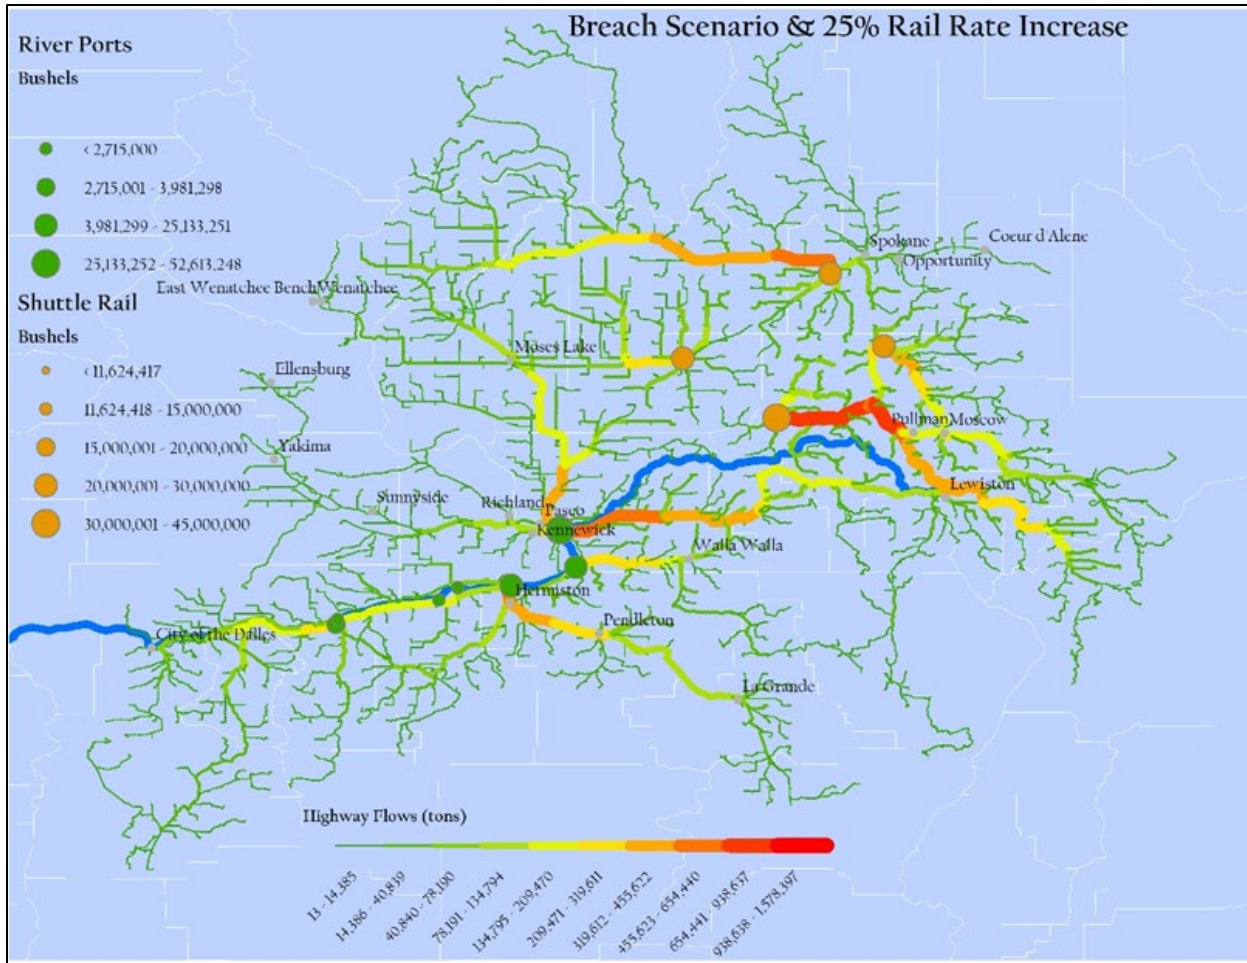 Breach Scenario & 25% Rail Rate Increase
River Ports
Bushels
< 2,715,000
2,715,001 - 3,981,298
3,981,299 - 25,133,251
25,133,252 - 52,613,248
Shuttle Rail
Bushels
< 11,624,417
11,624,418 - 15,000,000
15,000,001 - 20,000,000
20,000,001 - 30,000,000
30,000,001 - 45,000,000
Spokane
Coeur d Alene
Opportunity
East Wenatchee Bench
Wenatchee
Moses Lake
Ellensburg
Pullman
Moscow
Yakima
Lewiston
Sunnyside
Richland
Pasco
Kennewick
Walla Walla
Hermiston
Pendleton
City of the Dalles
La Grande
Highway Flows (tons)
13 - 14,385
14,386 - 40,839
40,840 - 78,190
78,191 - 134,794
134,795 - 209,470
209,471 - 319,611
319,612 - 455,622
455,623 - 654,440
654,441 - 938,637
938,638 - 1,578,397